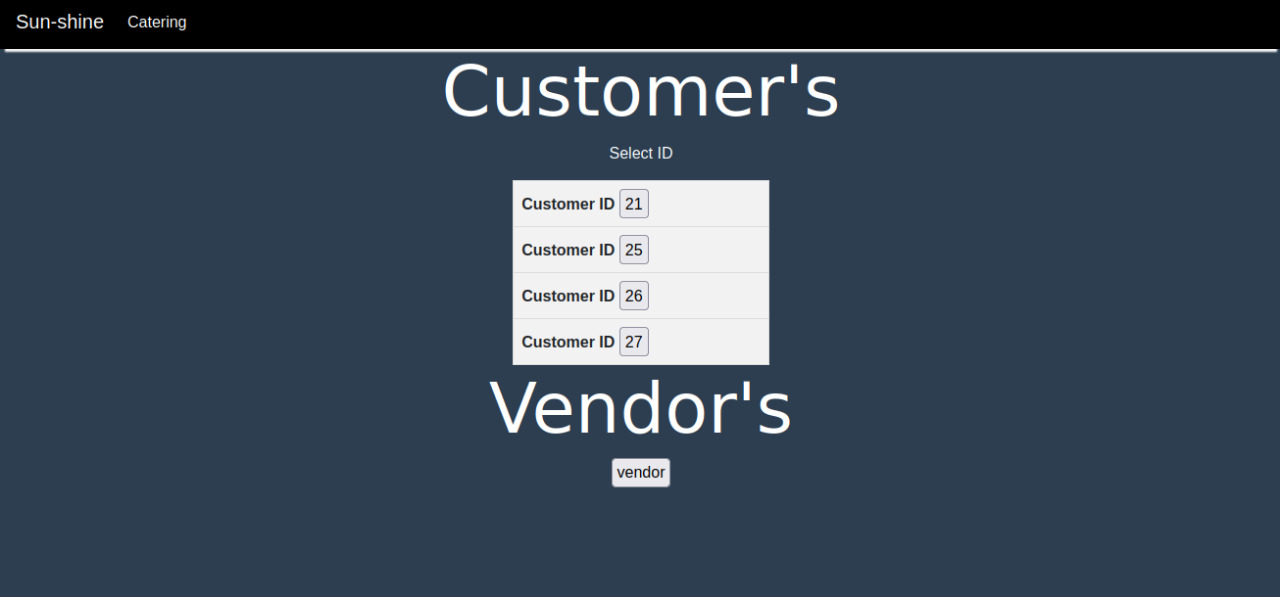 Sun-shine Catering
Customer's
Select ID
Customer ID 21
Customer ID 25
Customer ID 26
Customer ID 27
Vendor's
vendor